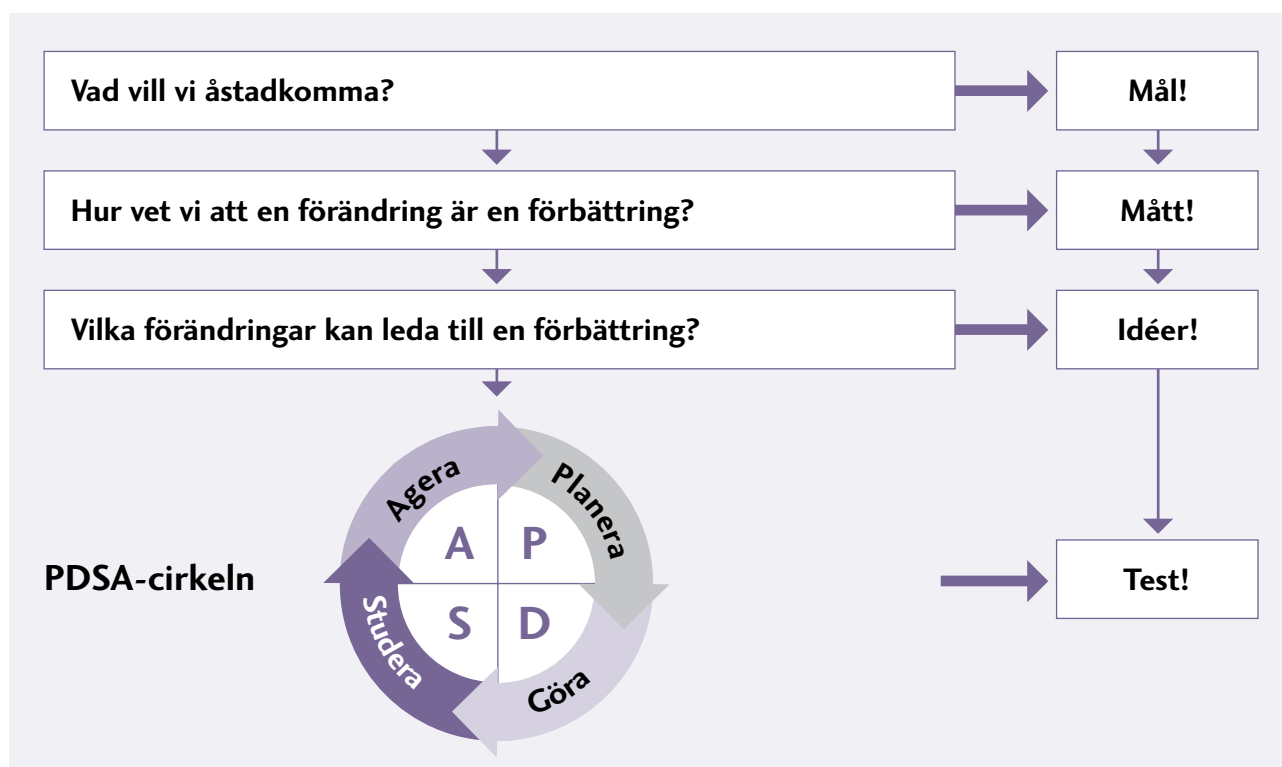 Vad vill vi åstadkomma?
Mål!
Hur vet vi att en förändring är en förbättring?
Mått!
Vilka förändringar kan leda till en förbättring?
Idéer!
Agera
Planera
A
P
PDSA-cirkeln
Test!
S
D
Studera
Göra